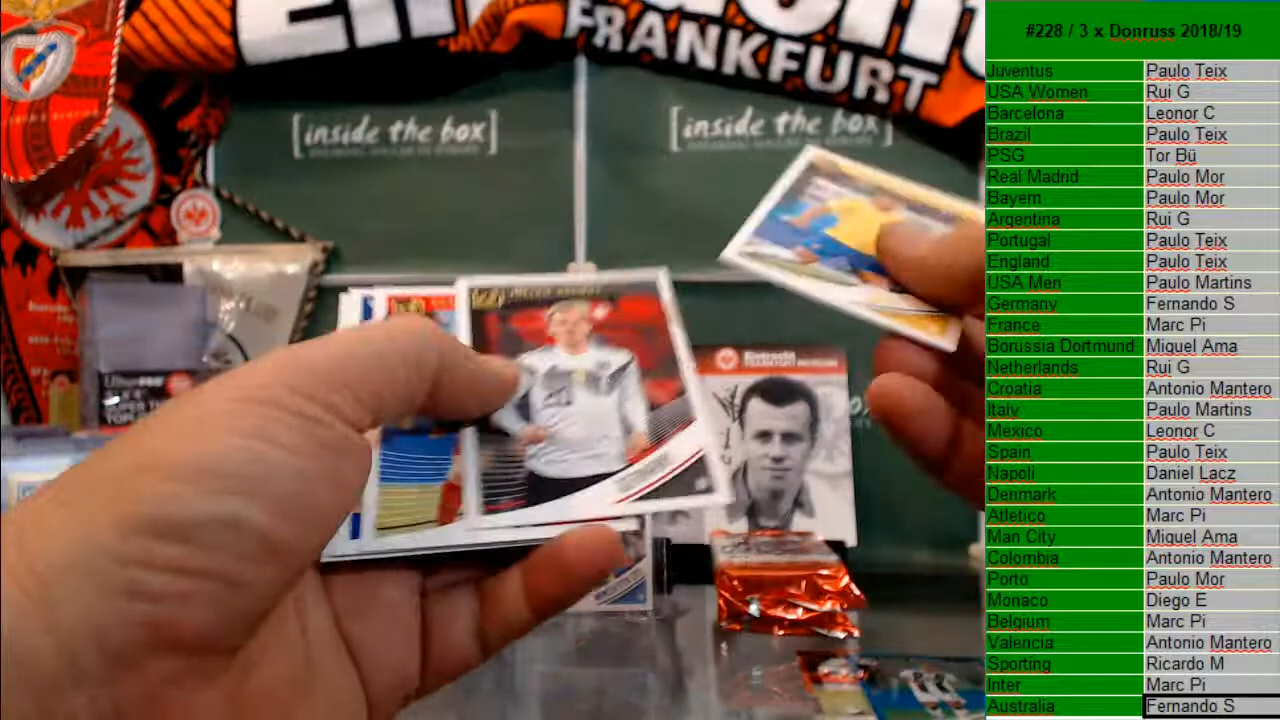 FRANKFURT
[inside the box]
[inside the box]
Eintracht
20
#228 / 3 x Donruss 2018/19
Juventus Paulo Teix
USA Women Rui G
Barcelona Leonor C
Brazil Paulo Teix
PSG Tor Bü
Real Madrid Paulo Mor
Bayern Paulo Mor
Argentina Rui G
Portugal Paulo Teix
England Paulo Teix
USA Men Paulo Martins
Germany Fernando S
France Marc Pi
Borussia Dortmund Miguel Ama
Netherlands Rui G
Croatia Antonio Mantero
Italy Paulo Martins
Mexico Leonor C
Spain Paulo Teix
Napoli Daniel Lacz
Denmark Antonio Mantero
Atletico Marc Pi
Man City Miguel Ama
Colombia Antonio Mantero
Porto Paulo Mor
Monaco Diego E
Belgium Marc Pi
Valencia Antonio Mantero
Sporting Ricardo M
Inter Marc Pi
Australia Fernando S